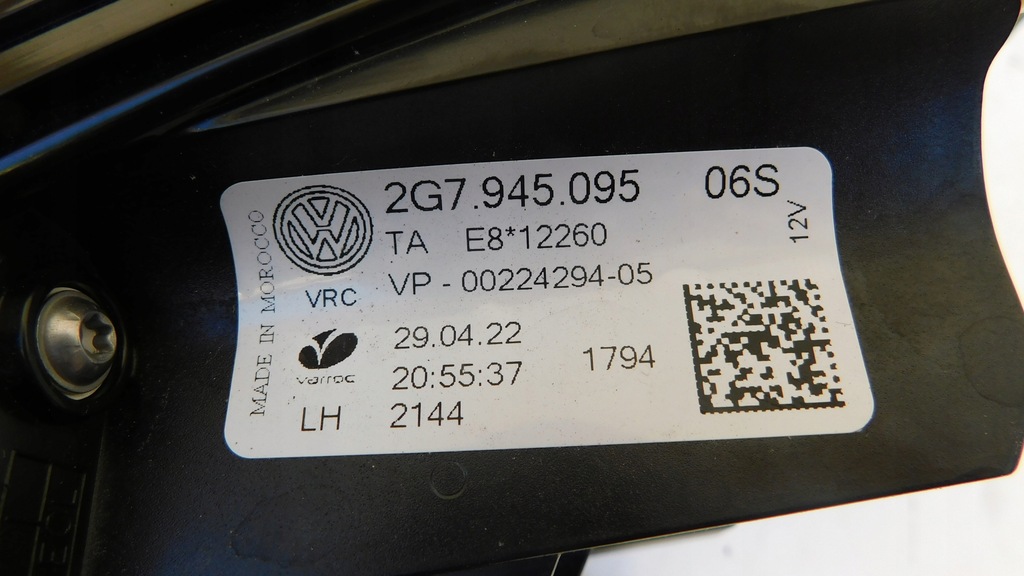 2G7.945.095 06S
TA E8*12260
12V
VP - 00224294-05
VRC
MADE IN MOROCCO
varroc
29.04.22
20:55:37 1794
LH 2144